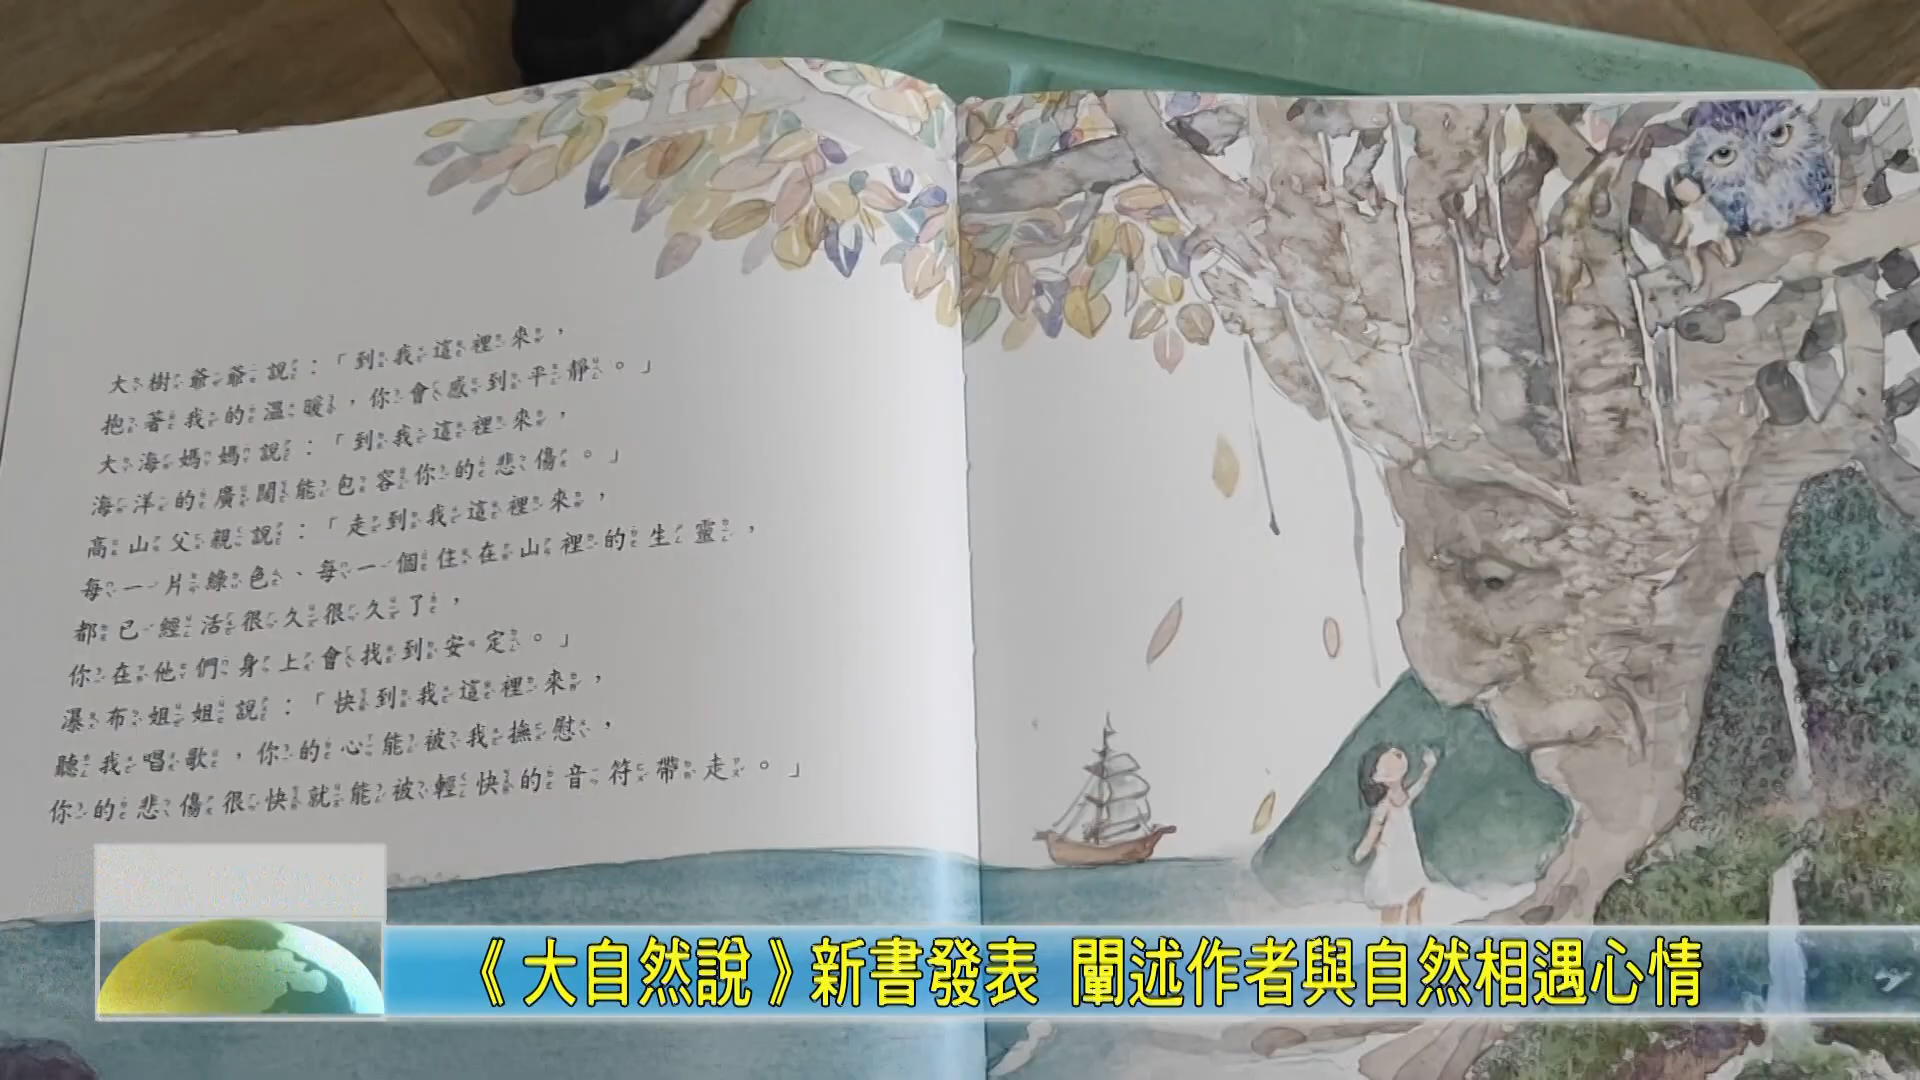 大樹爺爺說：「到我這裡來，
抱著我的溫暖，你會感到平靜。」
大海媽媽說：「到我這裡來，
海洋的廣闊能包容你的悲傷。」
高山父親說：「走到我這裡來，
每一片綠色、每一個住在山裡的生靈，
都已經活很久很久了，
你在他們身上會找到安定。」
瀑布姐姐說：「快到我這裡來，
聽我唱歌，你的心能被我撫慰，
你的悲傷很快就能被輕快的音符帶走。」
《大自然說》新書發表 闡述作者與自然相遇心情